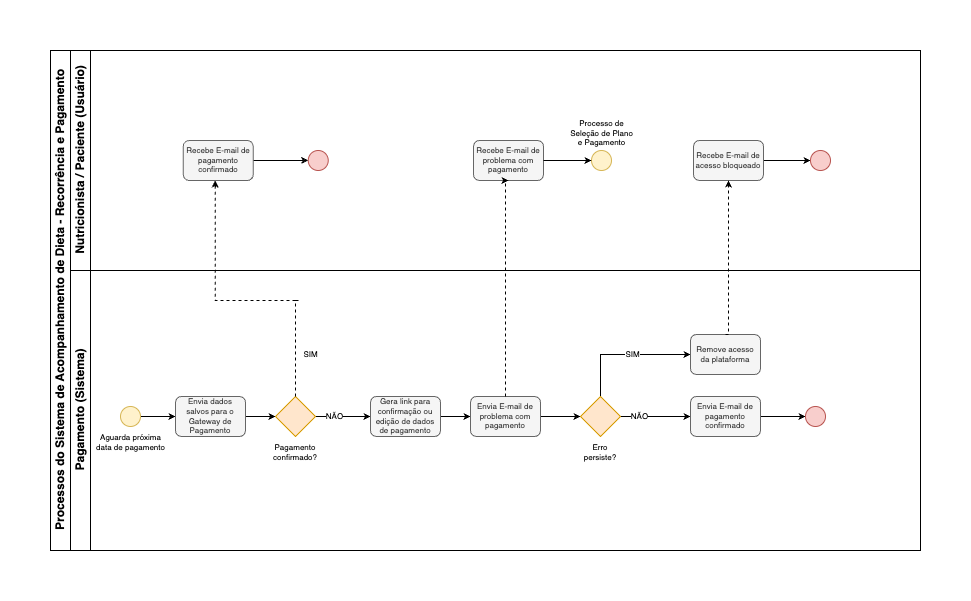 Processos do Sistema de Acompanhamento de Dieta - Recorrência e Pagamento
Nutricionista / Paciente (Usuário)
Recebe E-mail de
pagamento
confirmado
Recebe E-mail de
problema com
pagamento
Processo de
Seleção de Plano
e Pagamento
Recebe E-mail de
acesso bloqueado
Pagamento (Sistema)
Aguarda próxima
data de pagamento
Envia dados
salvos para o
Gateway de
Pagamento
SIM
Pagamento
confirmado?
NÃO
Gera link para
confirmação ou
edição de dados
de pagamento
Envia E-mail de
problema com
pagamento
Erro
persiste?
SIM
Remove acesso
da plataforma
NÃO
Envia E-mail de
pagamento
confirmado